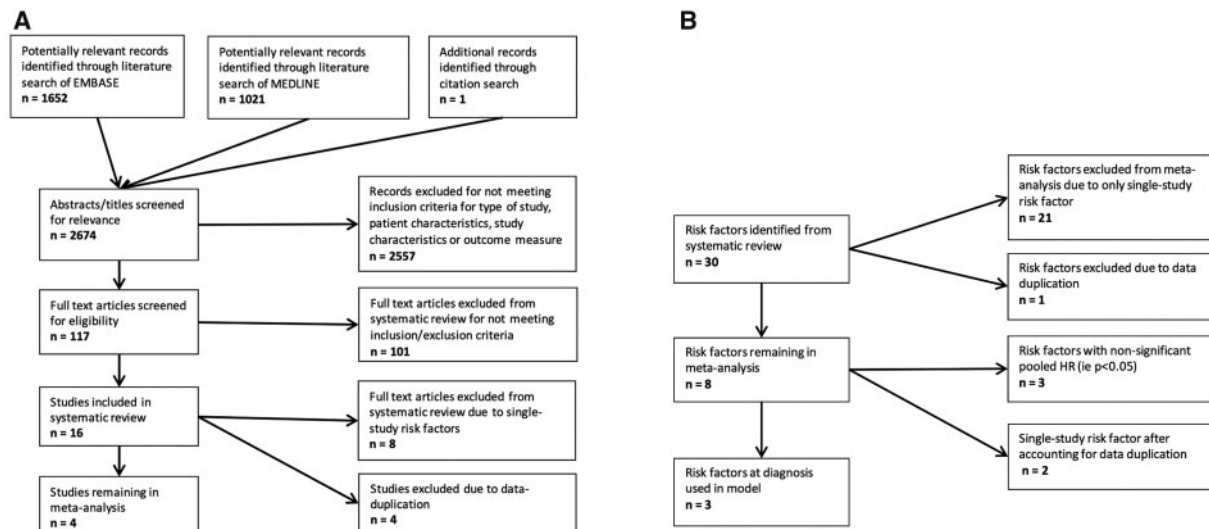 A
Potentially relevant records
identified through literature
search of EMBASE
n = 1652
Potentially relevant records
identified through literature
search of MEDLINE
n = 1021
Additional records
identified through
citation search
n = 1
Abstracts/titles screened
for relevance
n = 2674
Records excluded for not meeting
inclusion criteria for type of study,
patient characteristics, study
characteristics or outcome measure
n = 2557
Full text articles screened
for eligibility
n = 117
Full text articles excluded from
systematic review for not meeting
inclusion/exclusion criteria
n = 101
Studies included in
systematic review
n = 16
Full text articles excluded from
systematic review due to single-
study risk factors
n = 8
Studies remaining in
meta-analysis
n = 4
Studies excluded due to data-
duplication
n = 4
B
Risk factors identified from
systematic review
n = 30
Risk factors excluded from meta-
analysis due to only single-study
risk factor
n = 21
Risk factors excluded due to data
duplication
n = 1
Risk factors remaining in
meta-analysis
n = 8
Risk factors with non-significant
pooled HR (ie p<0.05)
n = 3
Single-study risk factor after
accounting for data duplication
n = 2
Risk factors at diagnosis
used in model
n = 3